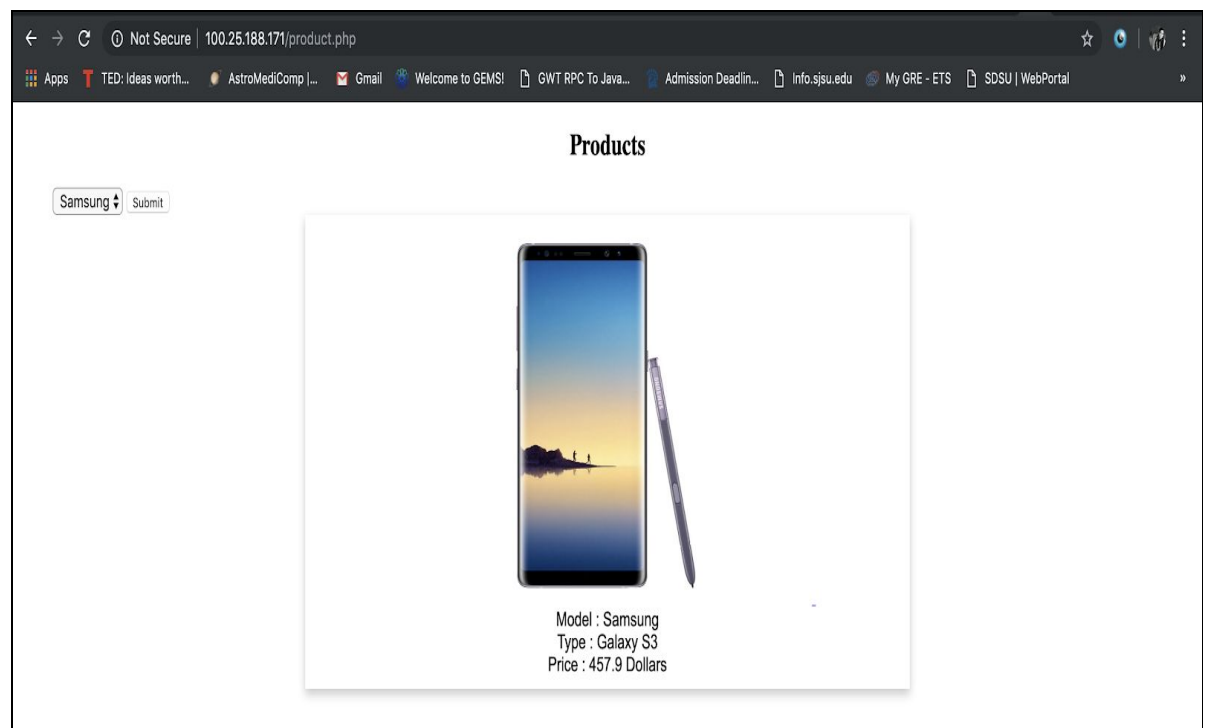 Not Secure | 100.25.188.171/product.php
Apps TED: Ideas worth... AstroMediComp |... Gmail Welcome to GEMS! GWT RPC To Java... Admission Deadlin... Info.sjsu.edu My GRE - ETS SDSU | WebPortal »
Products
Samsung Submit
Model : Samsung
Type : Galaxy S3
Price : 457.9 Dollars